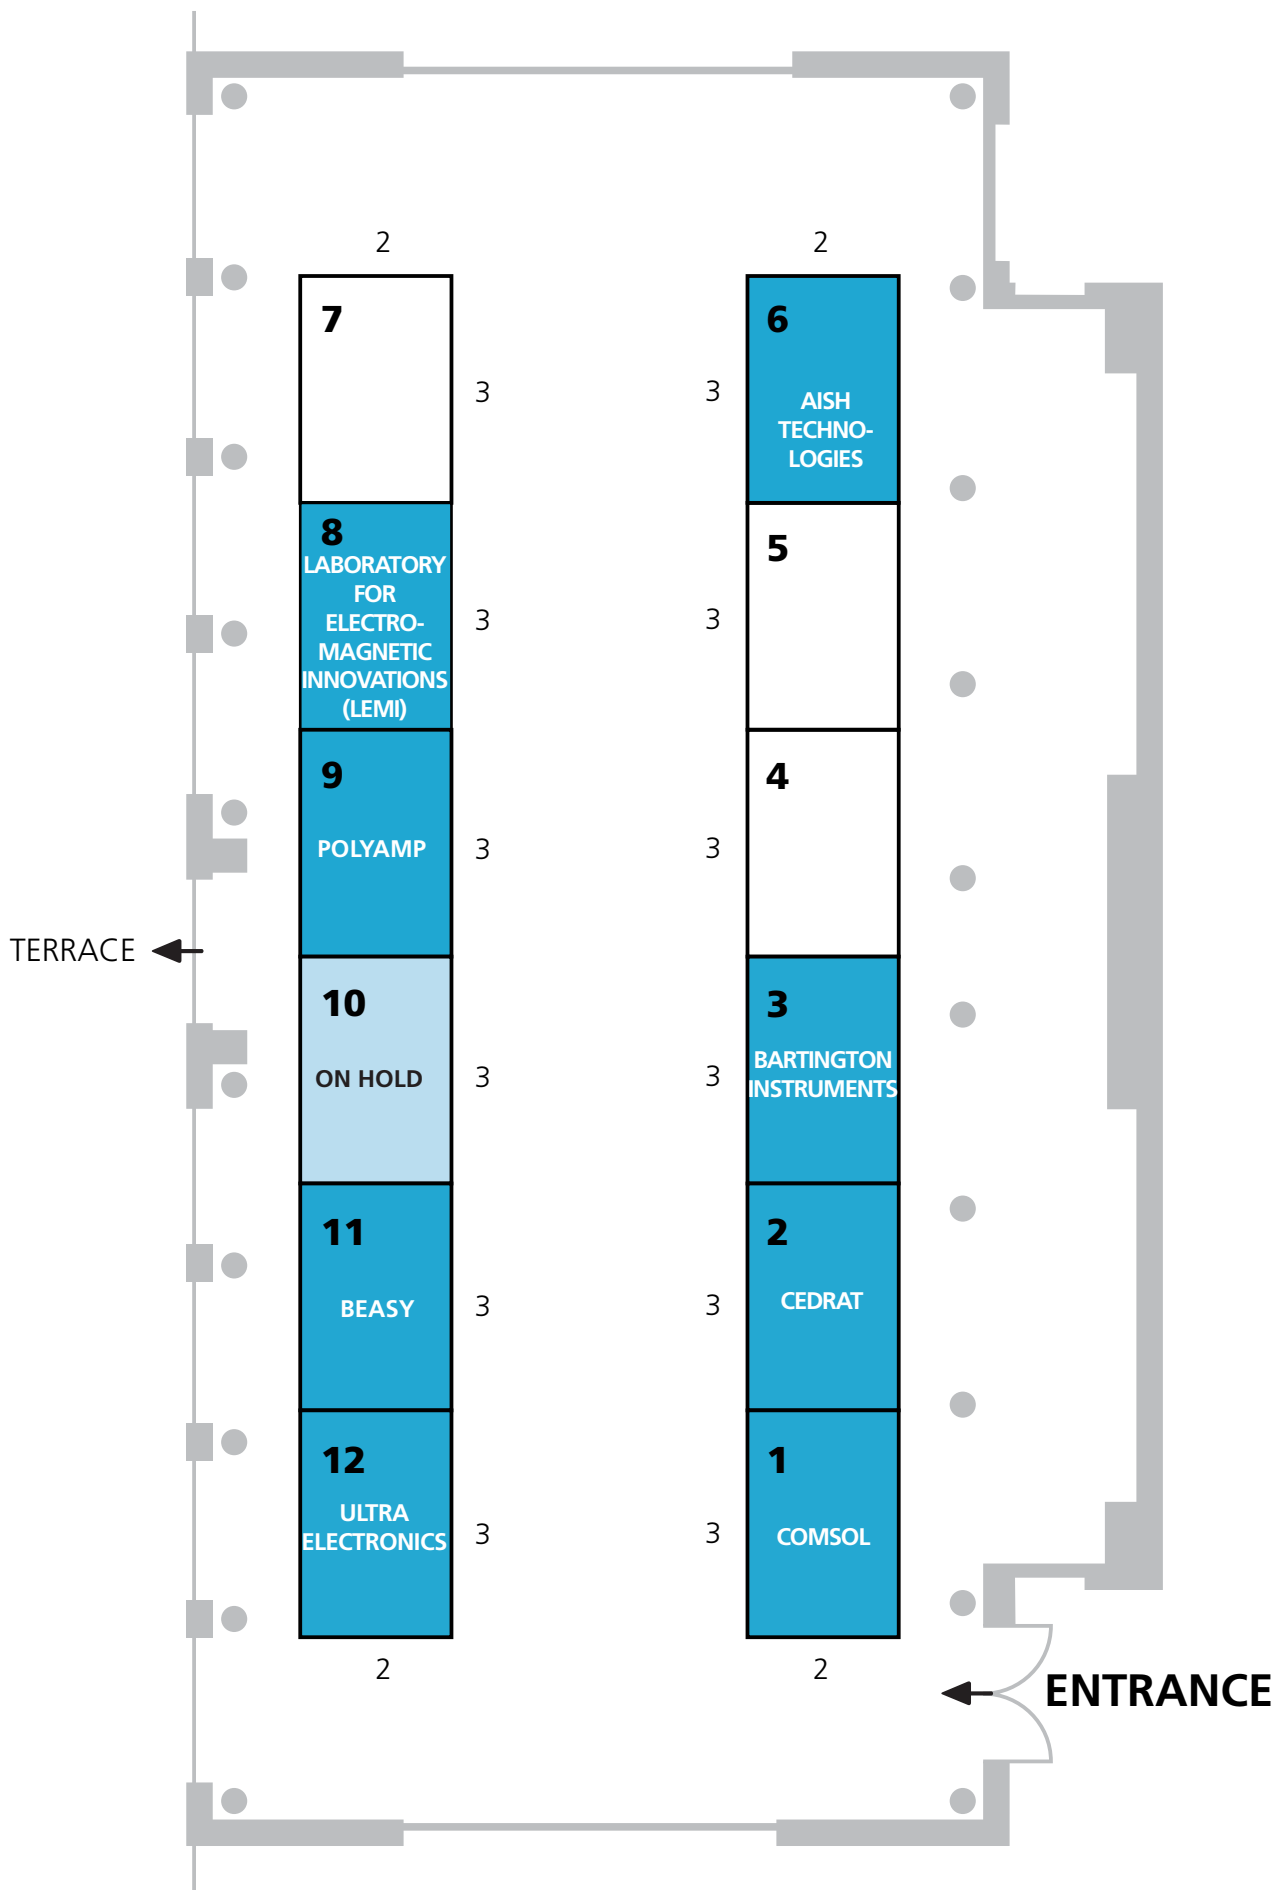 2
2
7
3
8
LABORATORY
FOR
ELECTRO-
MAGNETIC
INNOVATIONS
(LEMI)
3
9
POLYAMP
3
TERRACE
10
ON HOLD
3
11
BEASY
3
12
ULTRA
ELECTRONICS
3
2
6
AISH
TECHNO-
LOGIES
3
5
3
4
3
3
BARTINGTON
INSTRUMENTS
3
2
CEDRAT
3
1
COMSOL
3
2
ENTRANCE